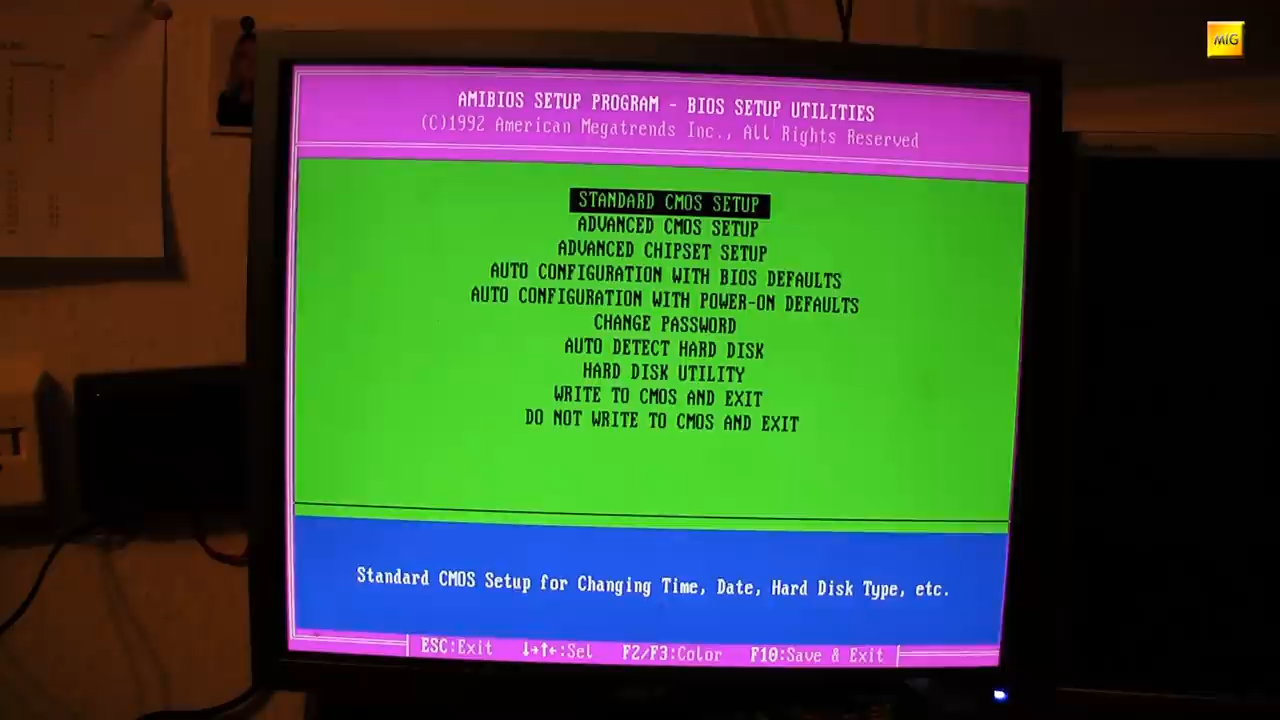 MIG
AMIBIOS SETUP PROGRAM - BIOS SETUP UTILITIES
(C)1992 American Megatrends Inc., All Rights Reserved
STANDARD CMOS SETUP
ADVANCED CMOS SETUP
ADVANCED CHIPSET SETUP
AUTO CONFIGURATION WITH BIOS DEFAULTS
AUTO CONFIGURATION WITH POWER-ON DEFAULTS
CHANGE PASSWORD
AUTO DETECT HARD DISK
HARD DISK UTILITY
WRITE TO CMOS AND EXIT
DO NOT WRITE TO CMOS AND EXIT
Standard CMOS Setup for Changing Time, Date, Hard Disk Type, etc.
ESC:Exit ↓→↑←:Sel F2/F3:Color F10:Save & Exit